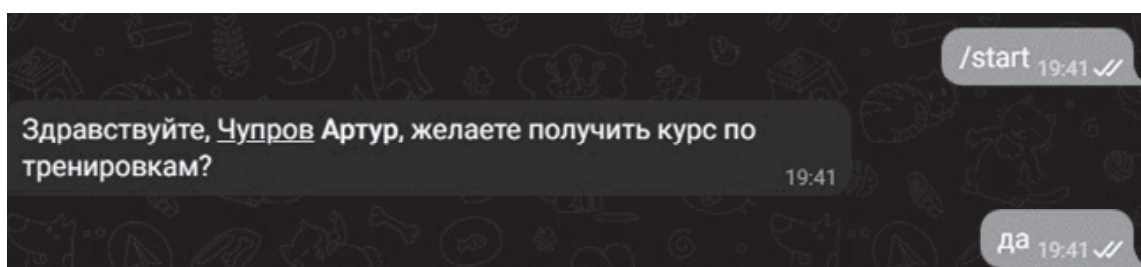 /start 19:41
Здравствуйте, Чупров Артур, желаете получить курс по
тренировкам?
19:41
да 19:41